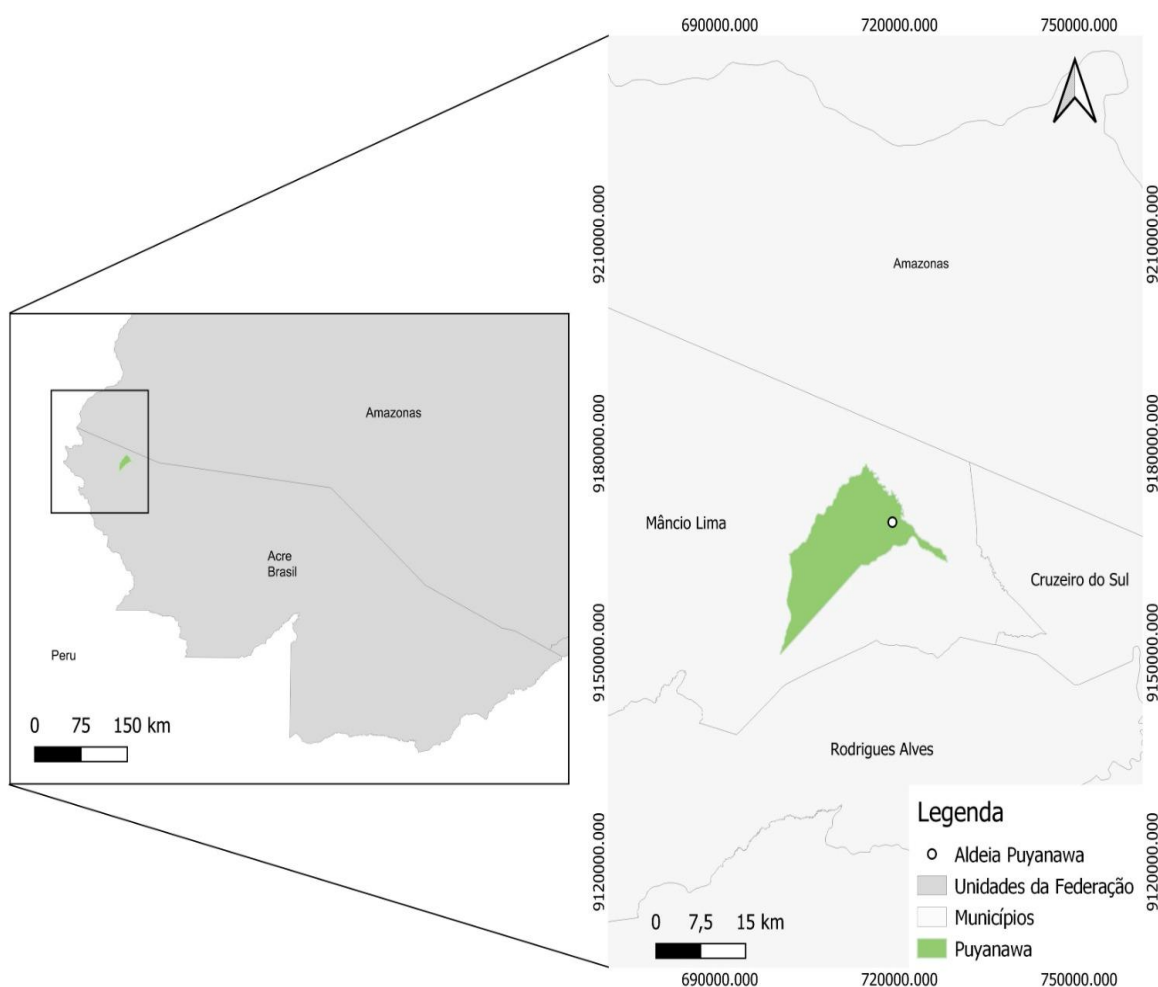 690000.000
720000.000
750000.000
9210000.000
9210000.000
Amazonas
9180000.000
9180000.000
Mâncio Lima
Cruzeiro do Sul
9150000.000
9150000.000
Rodrigues Alves
9120000.000
9120000.000
Legenda
Aldeia Puyanawa
Unidades da Federação
Municípios
Puyanawa
0 7,5 15 km
690000.000
720000.000
750000.000
Amazonas
Acre
Brasil
Peru
0 75 150 km